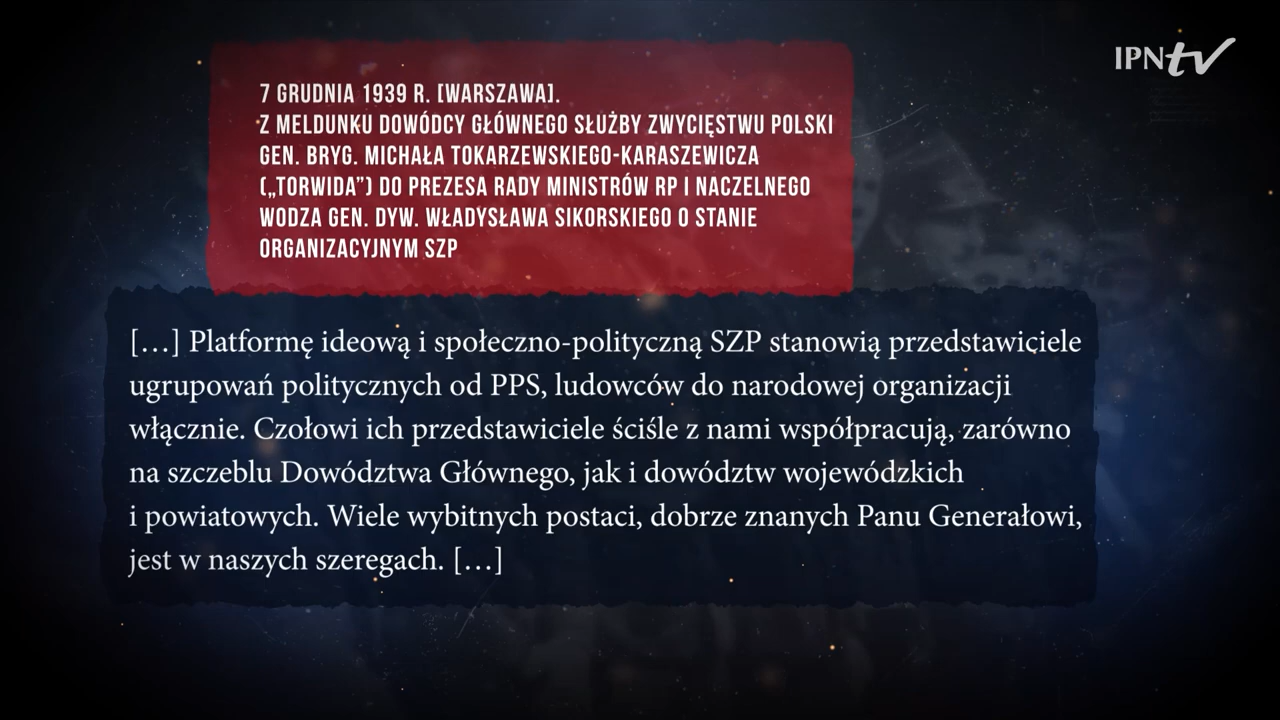 IPNtv
7 GRUDNIA 1939 R. [WARSZAWA].
Z MELDUNKU DOWÓDCY GŁÓWNEGO SŁUŻBY ZWYCIĘSTWU POLSKI
GEN. BRYG. MICHAŁA TOKARZEWSKIEGO-KARASZEWICZA
(„TORWIDA”) DO PREZESA RADY MINISTRÓW RP I NACZELNEGO
WODZA GEN. DYW. WŁADYSŁAWA SIKORSKIEGO O STANIE
ORGANIZACYJNYM SZP
[…] Platformę ideową i społeczno-polityczną SZP stanowią przedstawiciele
ugrupowań politycznych od PPS, ludowców do narodowej organizacji
włącznie. Czołowi ich przedstawiciele ściśle z nami współpracują, zarówno
na szczeblu Dowództwa Głównego, jak i dowództw wojewódzkich
i powiatowych. Wiele wybitnych postaci, dobrze znanych Panu Generałowi,
jest w naszych szeregach. […]